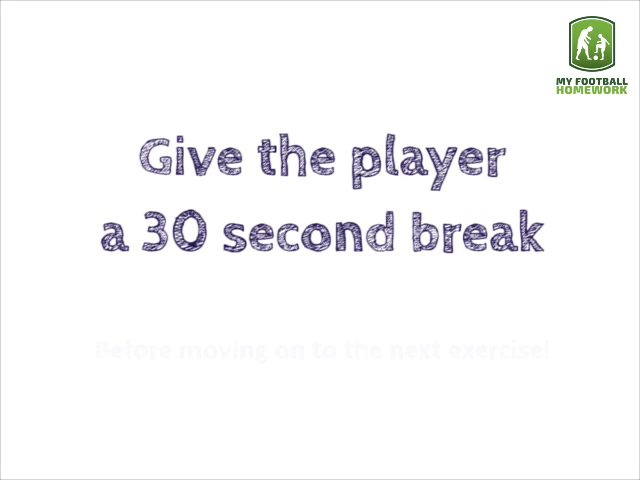 MY FOOTBALL
HOMEWORK
Give the player
a 30 second break
Before moving on to the next exercise!